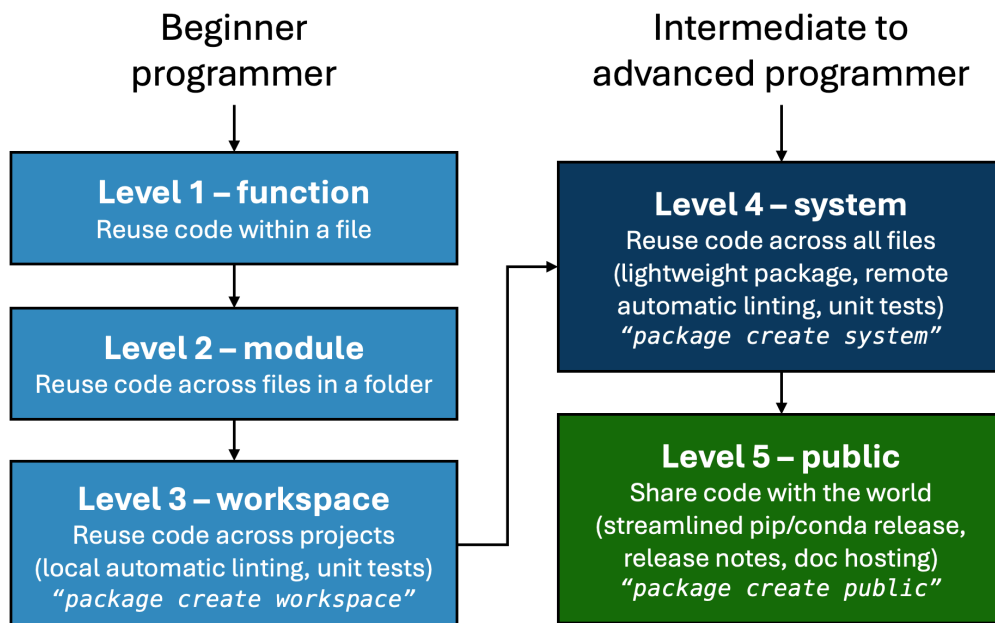 Beginner
programmer
Level 1 – function
Reuse code within a file
Level 2 – module
Reuse code across files in a folder
Level 3 – workspace
Reuse code across projects
(local automatic linting, unit tests)
“package create workspace”
Intermediate to
advanced programmer
Level 4 – system
Reuse code across all files
(lightweight package, remote
automatic linting, unit tests)
“package create system”
Level 5 – public
Share code with the world
(streamlined pip/conda release,
release notes, doc hosting)
“package create public”